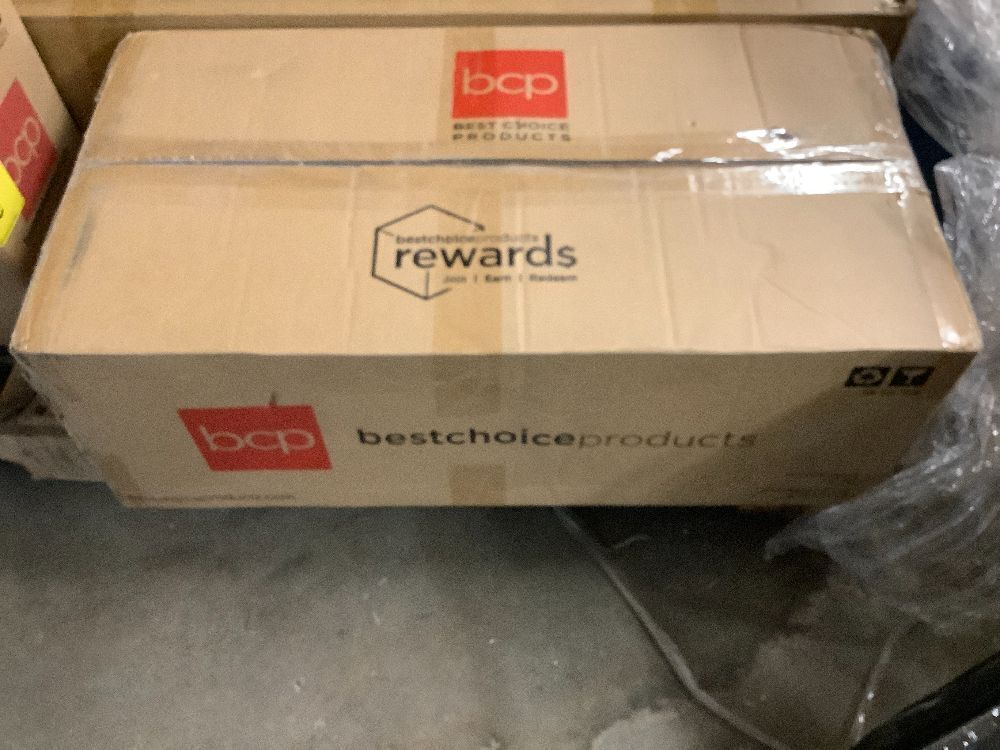 bcp
BEST CHOICE
PRODUCTS
bcp
bestchoiceproducts
rewards
Join | Earn | Redeem
bcp
bestchoiceproducts